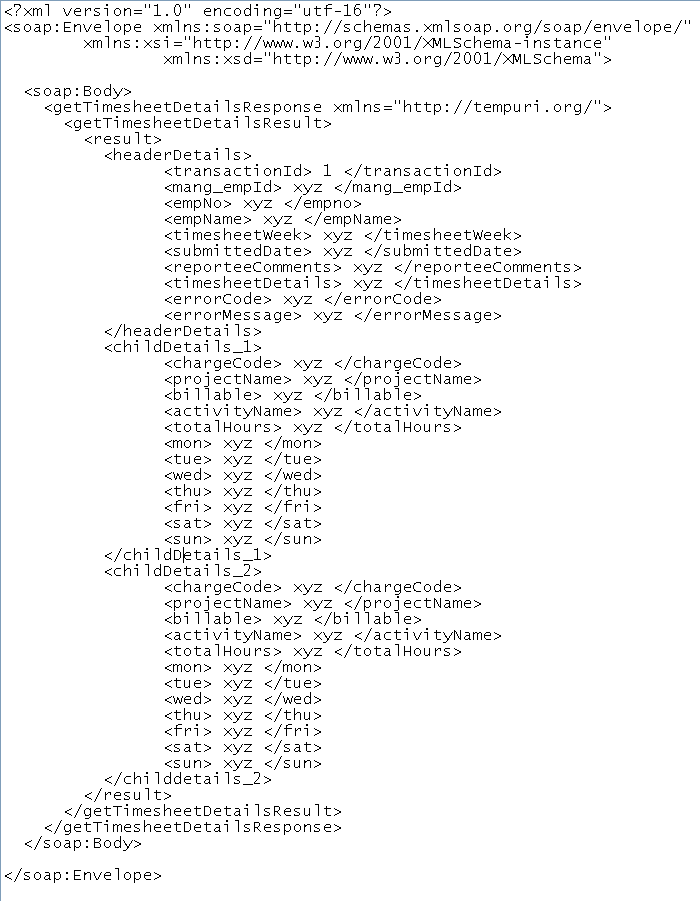 <?xml version="1.0" encoding="utf-16"?>
<soap:Envelope xmlns:soap="http://schemas.xmlsoap.org/soap/envelope/"
xmlns:xsi="http://www.w3.org/2001/XMLSchema-instance"
xmlns:xsd="http://www.w3.org/2001/XMLSchema">
<soap:Body>
<getTimesheetDetailsResponse xmlns="http://tempuri.org/">
<getTimesheetDetailsResult>
<result>
<headerDetails>
<transactionId> 1 </transactionId>
<mang_empId> xyz </mang_empId>
<empNo> xyz </empno>
<empName> xyz </empName>
<timesheetWeek> xyz </timesheetWeek>
<submittedDate> xyz </submittedDate>
<reporteeComments> xyz </reporteeComments>
<timesheetDetails> xyz </timesheetDetails>
<errorCode> xyz </errorCode>
<errorMessage> xyz </errorMessage>
</headerDetails>
<childDetails_1>
<chargeCode> xyz </chargeCode>
<projectName> xyz </projectName>
<billable> xyz </billable>
<activityName> xyz </activityName>
<totalHours> xyz </totalHours>
<mon> xyz </mon>
<tue> xyz </tue>
<wed> xyz </wed>
<thu> xyz </thu>
<fri> xyz </fri>
<sat> xyz </sat>
<sun> xyz </sun>
</childDetails_1>
<childDetails_2>
<chargeCode> xyz </chargeCode>
<projectName> xyz </projectName>
<billable> xyz </billable>
<activityName> xyz </activityName>
<totalHours> xyz </totalHours>
<mon> xyz </mon>
<tue> xyz </tue>
<wed> xyz </wed>
<thu> xyz </thu>
<fri> xyz </fri>
<sat> xyz </sat>
<sun> xyz </sun>
</childdetails_2>
</result>
</getTimesheetDetailsResult>
</getTimesheetDetailsResponse>
</soap:Body>
</soap:Envelope>